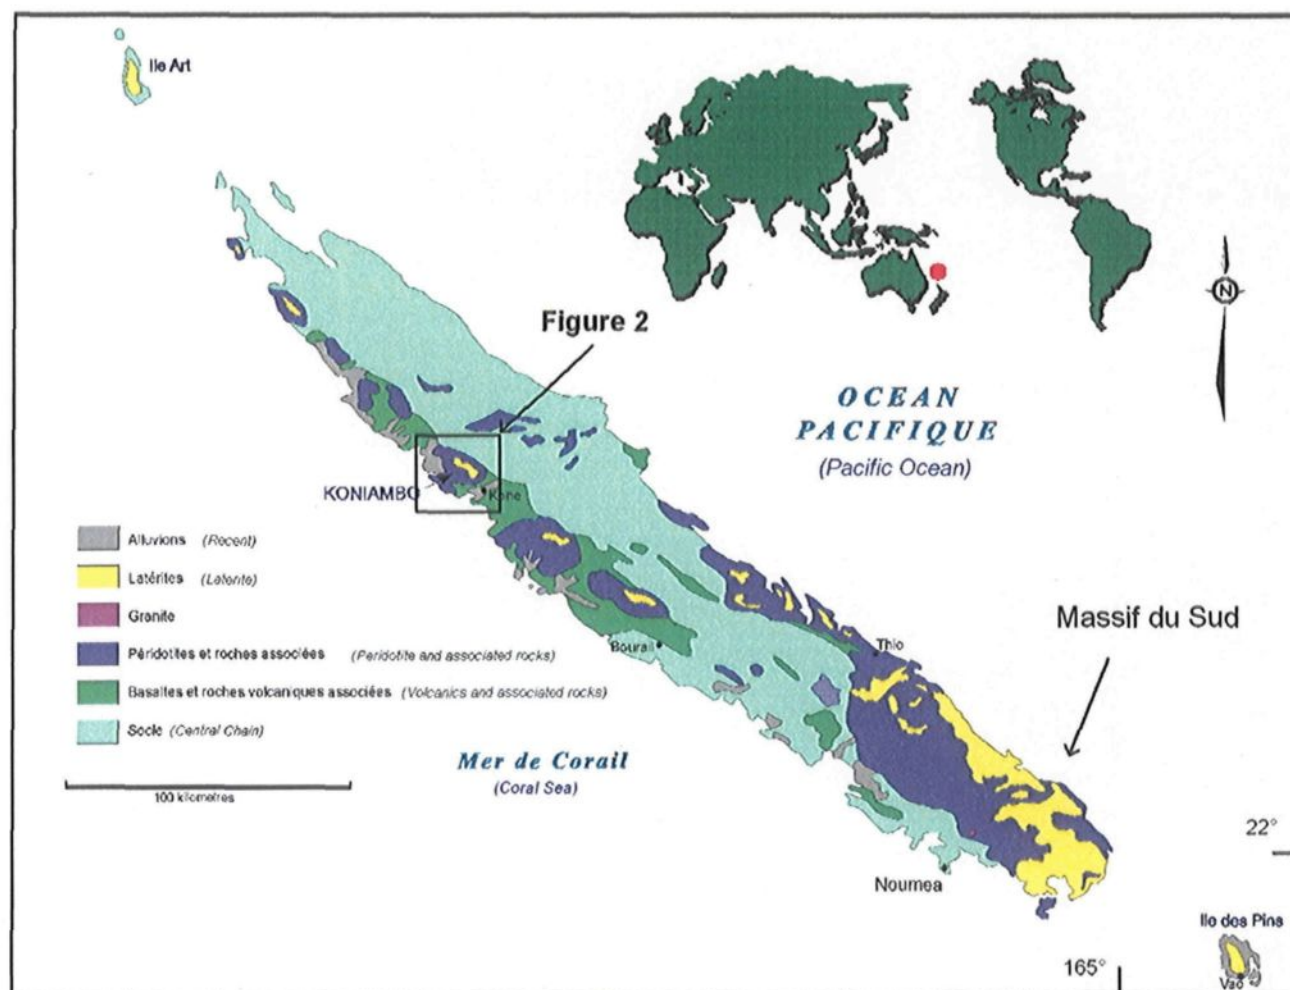 Ile Art
N
Figure 2
OCEAN
PACIFIQUE
(Pacific Ocean)
KONIAMBO
Kone
Alluvions (Recent)
Latérites (Laterite)
Granite
Péridotites et roches associées (Peridotite and associated rocks)
Basaltes et roches volcaniques associées (Volcanics and associated rocks)
Socle (Central Chain)
100 kilometres
Massif du Sud
Thio
Bourail
Mer de Corail
(Coral Sea)
22°
Noumea
Ile des Pins
Vao
165°